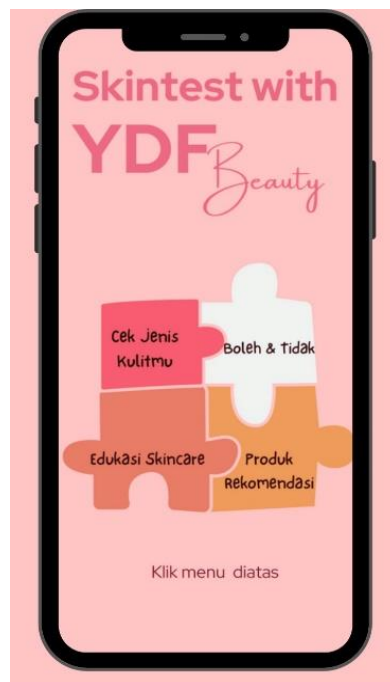 Skintest with
YDF
Beauty
Cek Jenis
Kulitmu
Boleh & Tidak
Edukasi Skincare
Produk
Rekomendasi
Klik menu diatas